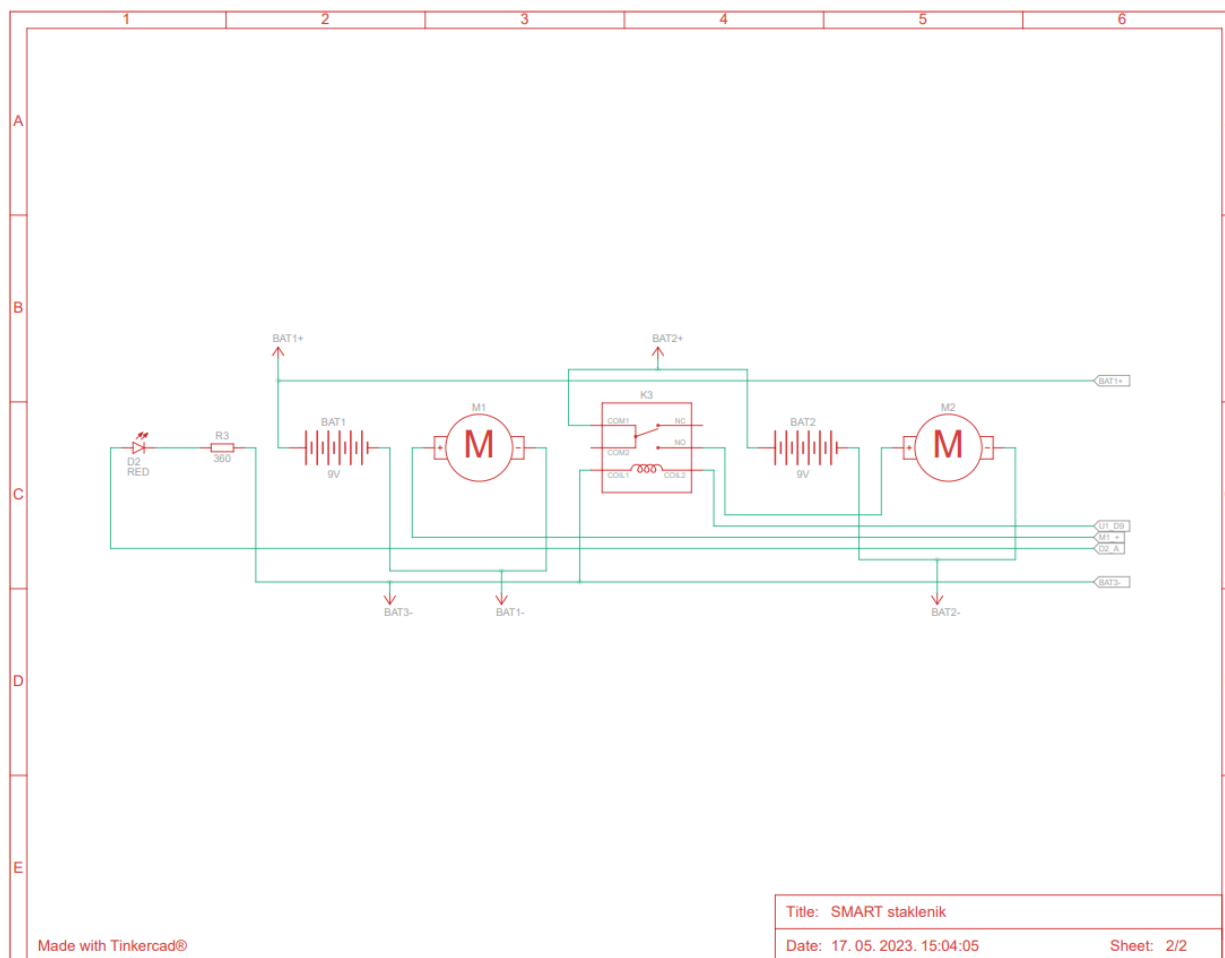 1 2 3 4 5 6
A
B
C
D
E
BAT1+
BAT2+
BAT1+
K3
M1
M2
BAT1
BAT2
COM1
NC
R3
NO
+ M -
+ M -
COM2
D2
360
RED
9V
9V
COIL1
COIL2
U1_D9
M1_+
D2_A
BAT3-
BAT3-
BAT1-
BAT2-
Title: SMART staklenik
Made with Tinkercad®
Date: 17. 05. 2023. 15:04:05
Sheet: 2/2